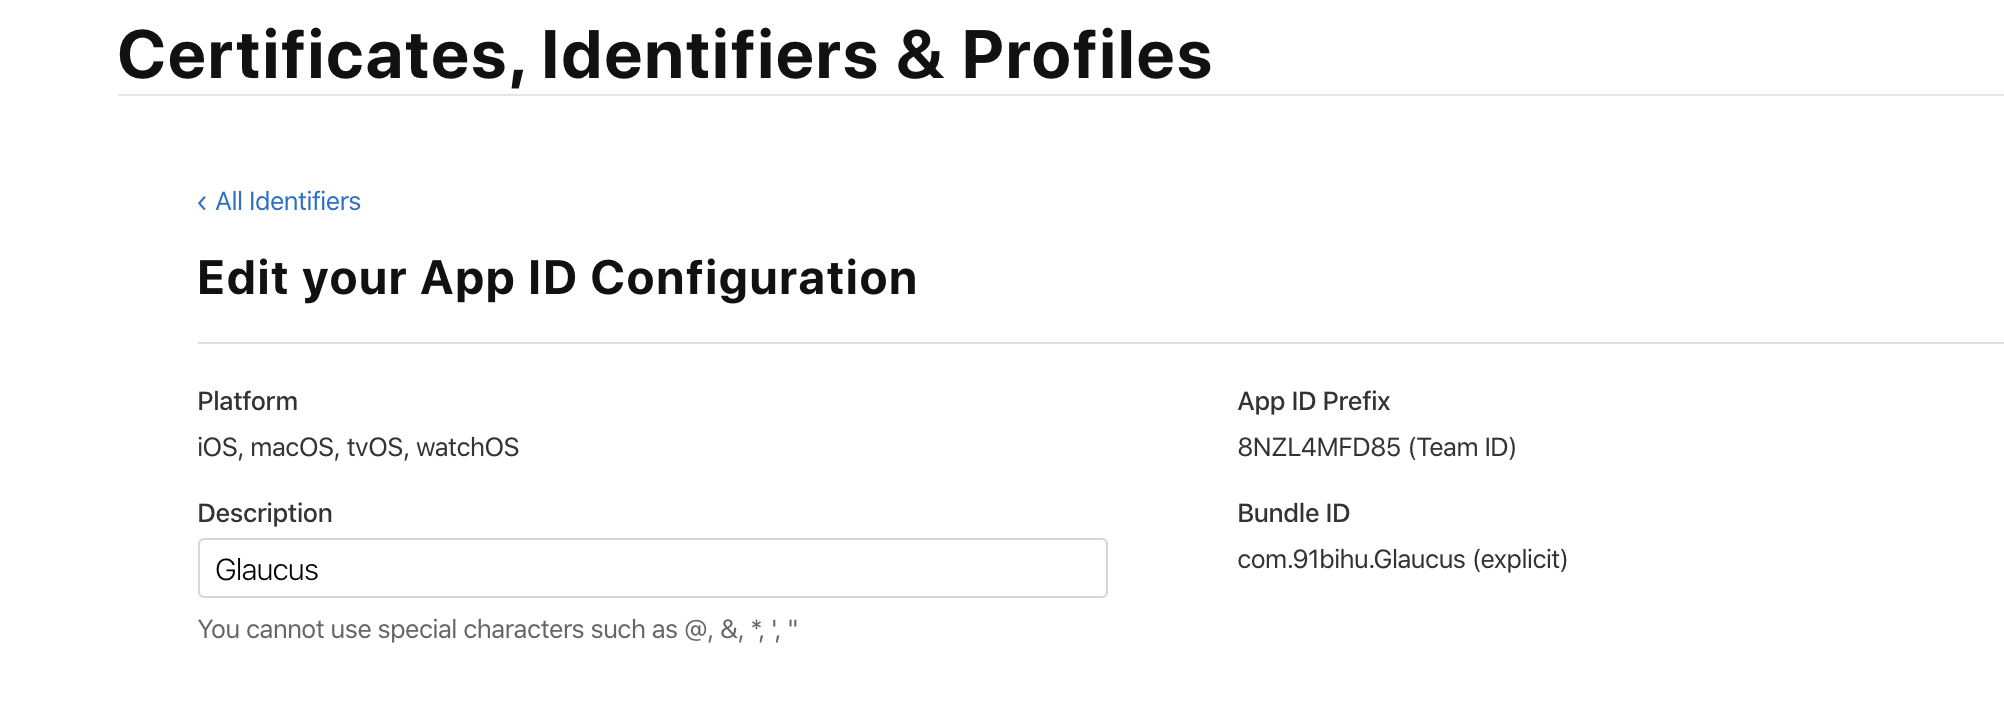 Certificates, Identifiers & Profiles
‹ All Identifiers
Edit your App ID Configuration
Platform
iOS, macOS, tvOS, watchOS
App ID Prefix
8NZL4MFD85 (Team ID)
Description
Glaucus
You cannot use special characters such as @, &, *, ', "
Bundle ID
com.91bihu.Glaucus (explicit)